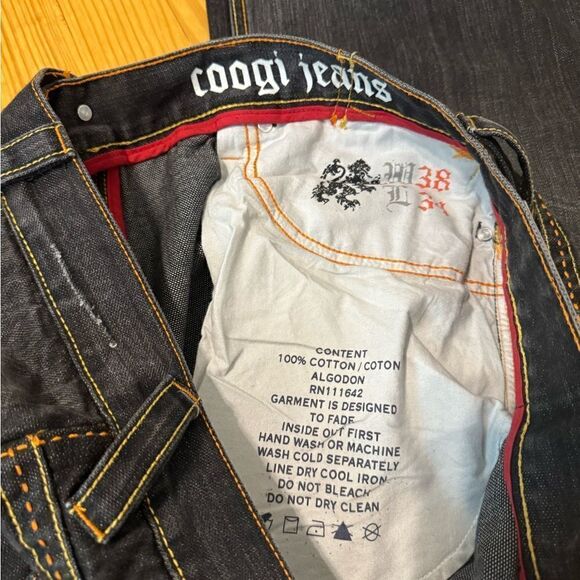 coogi jeans
W38
L
CONTENT
100% COTTON/COTON
ALGODON
RN111642
GARMENT IS DESIGNED
TO FADE
INSIDE OUT FIRST
HAND WASH OR MACHINE
WASH COLD SEPARATELY
LINE DRY COOL IRON
DO NOT BLEACH
DO NOT DRY CLEAN